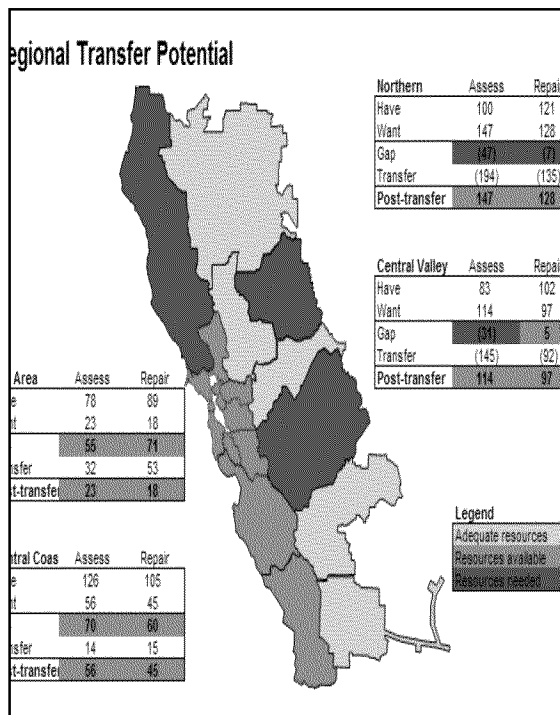 egional Transfer Potential
Northern Assess Repai
Have 100 121
Want 147 128
Gap (47) (7)
Transfer (194) (135)
Post-transfer 147 128
Central Valley Assess Repai
Have 83 102
Want 114 97
Gap (31) 5
Transfer (145) (92)
Post-transfer 114 97
Area Assess Repair
e 78 89
nt 23 18
55 71
nsfer 32 53
st-transfer 23 18
ntral Coas Assess Repair
e 126 105
nt 56 45
70 60
nsfer 14 15
st-transfer 56 45
Legend
Adequate resources
Resources available
Resources needed